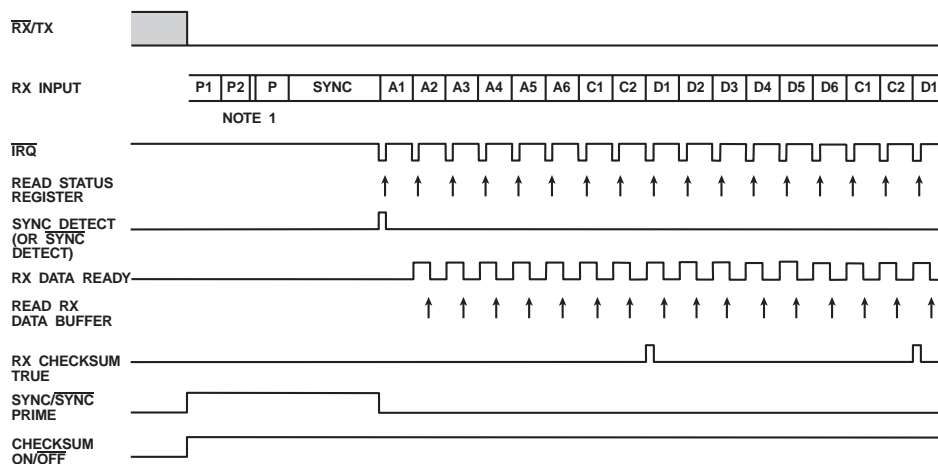 RX/TX
RX INPUT
P1 P2 P SYNC A1 A2 A3 A4 A5 A6 C1 C2 D1 D2 D3 D4 D5 D6 C1 C2 D1
NOTE 1
IRQ
READ STATUS
REGISTER
SYNC DETECT
(OR SYNC
DETECT)
RX DATA READY
READ RX
DATA BUFFER
RX CHECKSUM
TRUE
SYNC/SYNC
PRIME
CHECKSUM
ON/OFF